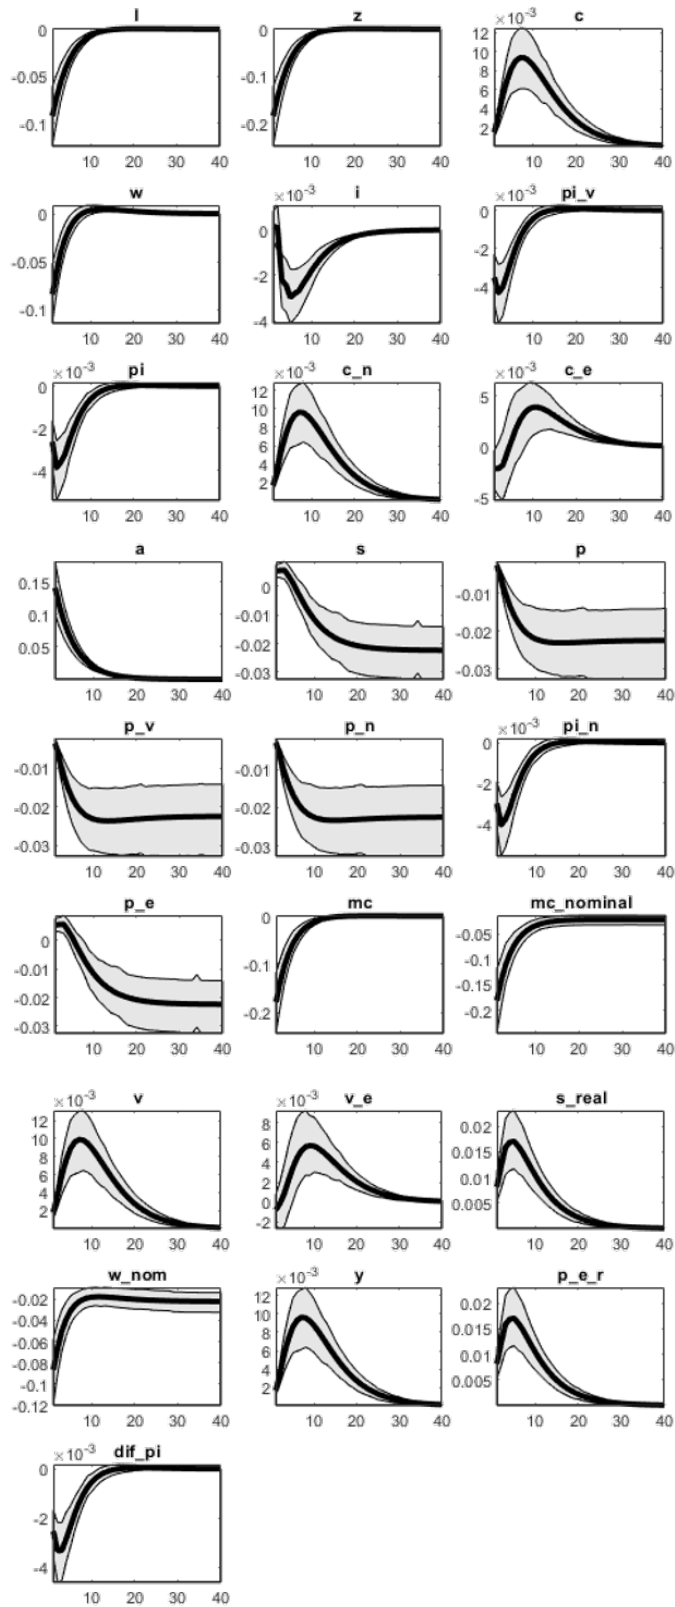 l z c
×10⁻³
0 0 12
-0.05 -0.1 10
8
6
-0.1 -0.2 4
2
10 20 30 40 10 20 30 40 10 20 30 40
w i pi_v
×10⁻³ ×10⁻³
0 0 0
-0.05 -2 -2
-0.1 -4 -4
10 20 30 40 10 20 30 40 10 20 30 40
pi c_n c_e
×10⁻³ ×10⁻³ ×10⁻³
0 12 5
-2 10 0
-4 8 -5
6
4
2
10 20 30 40 10 20 30 40 10 20 30 40
a s p
0.15 0 -0.01
0.1 -0.01 -0.02
0.05 -0.02 -0.03
-0.03
10 20 30 40 10 20 30 40 10 20 30 40
p_v p_n pi_n
×10⁻³
-0.01 -0.01 0
-0.02 -0.02 -2
-0.03 -0.03 -4
10 20 30 40 10 20 30 40 10 20 30 40
p_e mc mc_nominal
0 0 -0.05
-0.01 -0.1 -0.1
-0.02 -0.2 -0.15
-0.03 -0.2
10 20 30 40 10 20 30 40 10 20 30 40
v v_e s_real
×10⁻³ ×10⁻³
12 8 0.02
10 6 0.015
8 4 0.01
6 2 0.005
4 0
2 -2
10 20 30 40 10 20 30 40 10 20 30 40
w_nom y p_e_r
×10⁻³
-0.02 12 0.02
-0.04 10 0.015
-0.06 8 0.01
-0.08 6 0.005
-0.1 4
-0.12 2
10 20 30 40 10 20 30 40 10 20 30 40
dif_pi
×10⁻³
0
-2
-4
10 20 30 40